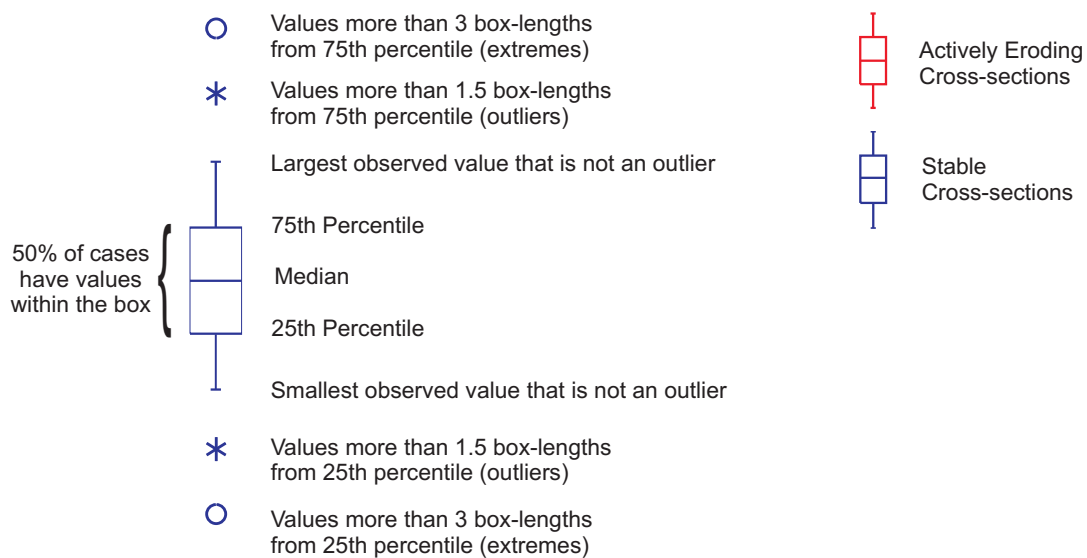 Values more than 3 box-lengths
from 75th percentile (extremes)
Values more than 1.5 box-lengths
from 75th percentile (outliers)
Largest observed value that is not an outlier
75th Percentile
50% of cases
have values
within the box
Median
25th Percentile
Smallest observed value that is not an outlier
Values more than 1.5 box-lengths
from 25th percentile (outliers)
Values more than 3 box-lengths
from 25th percentile (extremes)
Actively Eroding
Cross-sections
Stable
Cross-sections